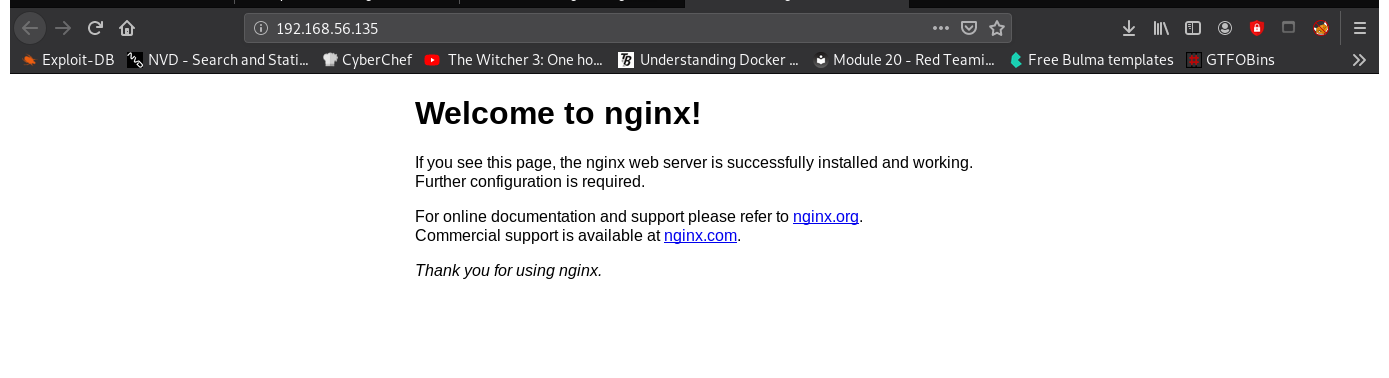 192.168.56.135
Exploit-DB NVD - Search and Stati... CyberChef The Witcher 3: One ho... Understanding Docker ... Module 20 - Red Teami... Free Bulma templates GTFOBins
Welcome to nginx!
If you see this page, the nginx web server is successfully installed and working.
Further configuration is required.
For online documentation and support please refer to nginx.org.
Commercial support is available at nginx.com.
Thank you for using nginx.